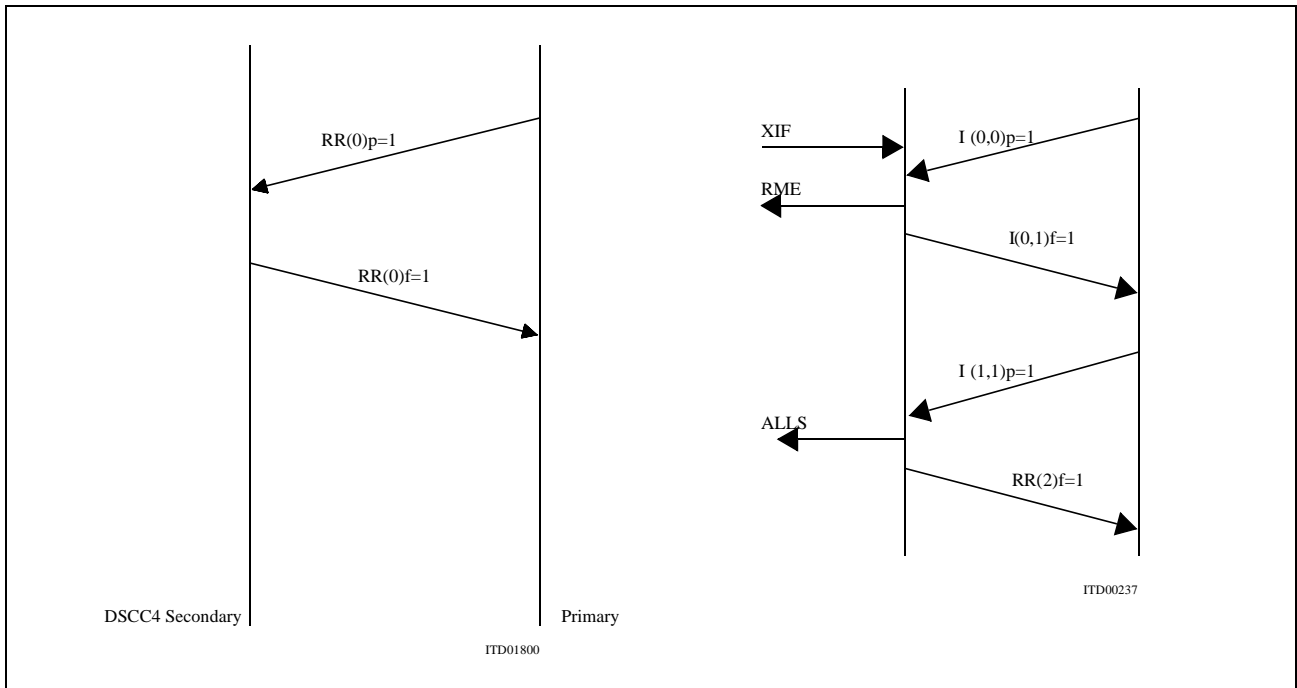 RR(0)p=1
RR(0)f=1
DSCC4 Secondary
Primary
ITD01800
XIF
I (0,0)p=1
RME
I(0,1)f=1
I (1,1)p=1
ALLS
RR(2)f=1
ITD00237